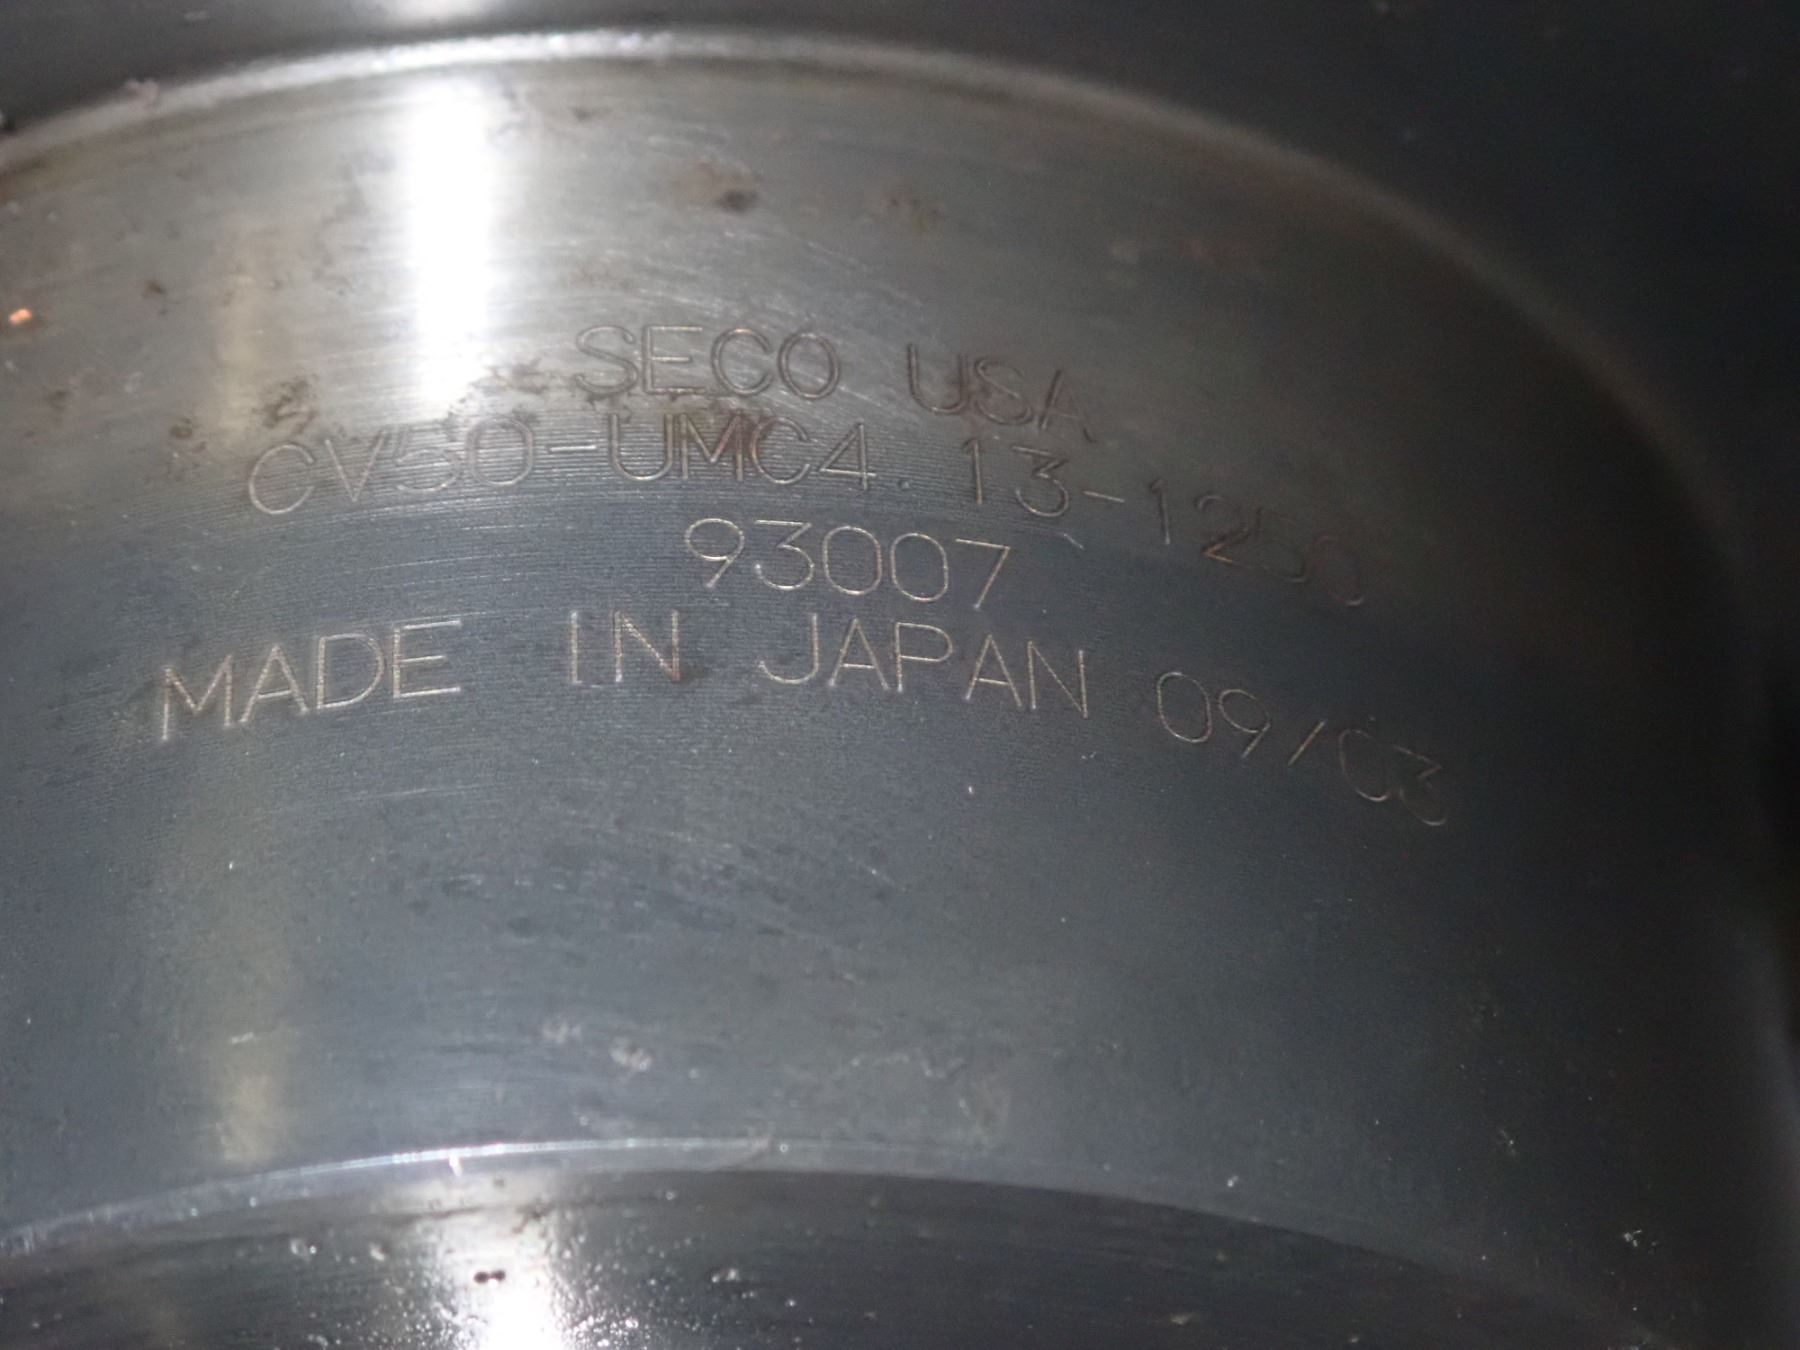 SECO USA
CV50-UMC4.13-1250
93007
MADE IN JAPAN 09/03